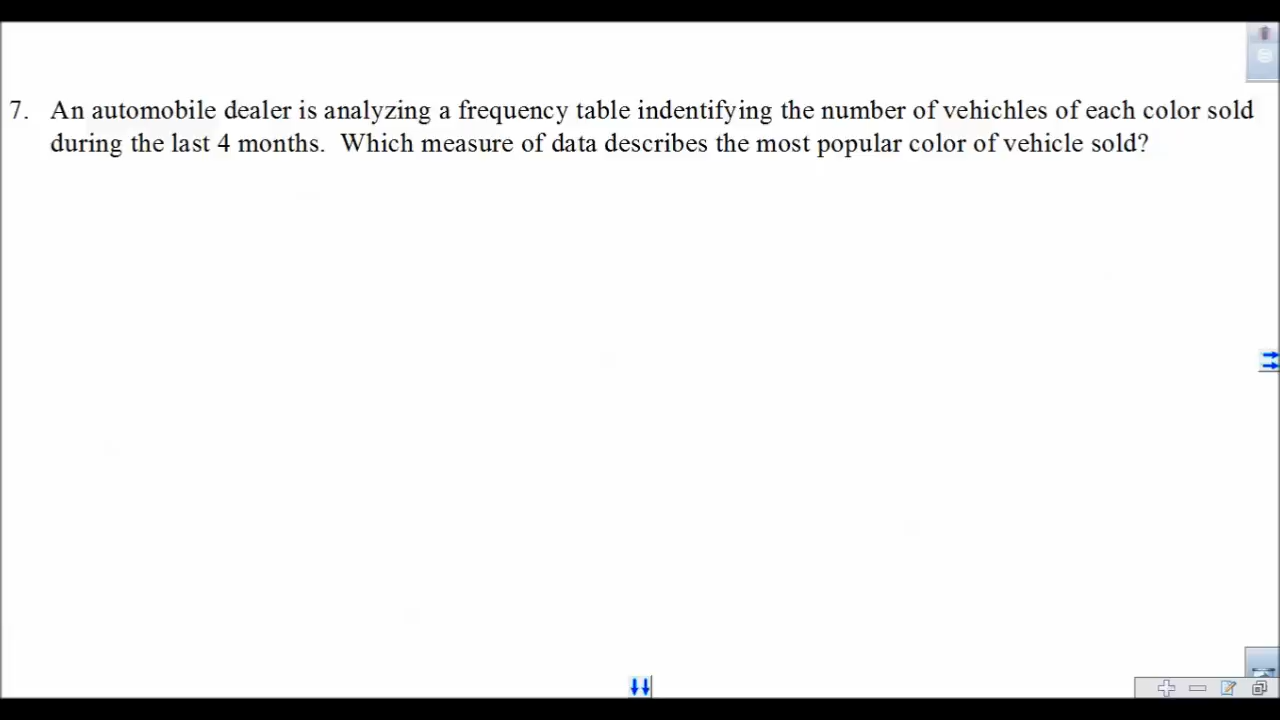 7. An automobile dealer is analyzing a frequency table indentifying the number of vehichles of each color sold
during the last 4 months. Which measure of data describes the most popular color of vehicle sold?